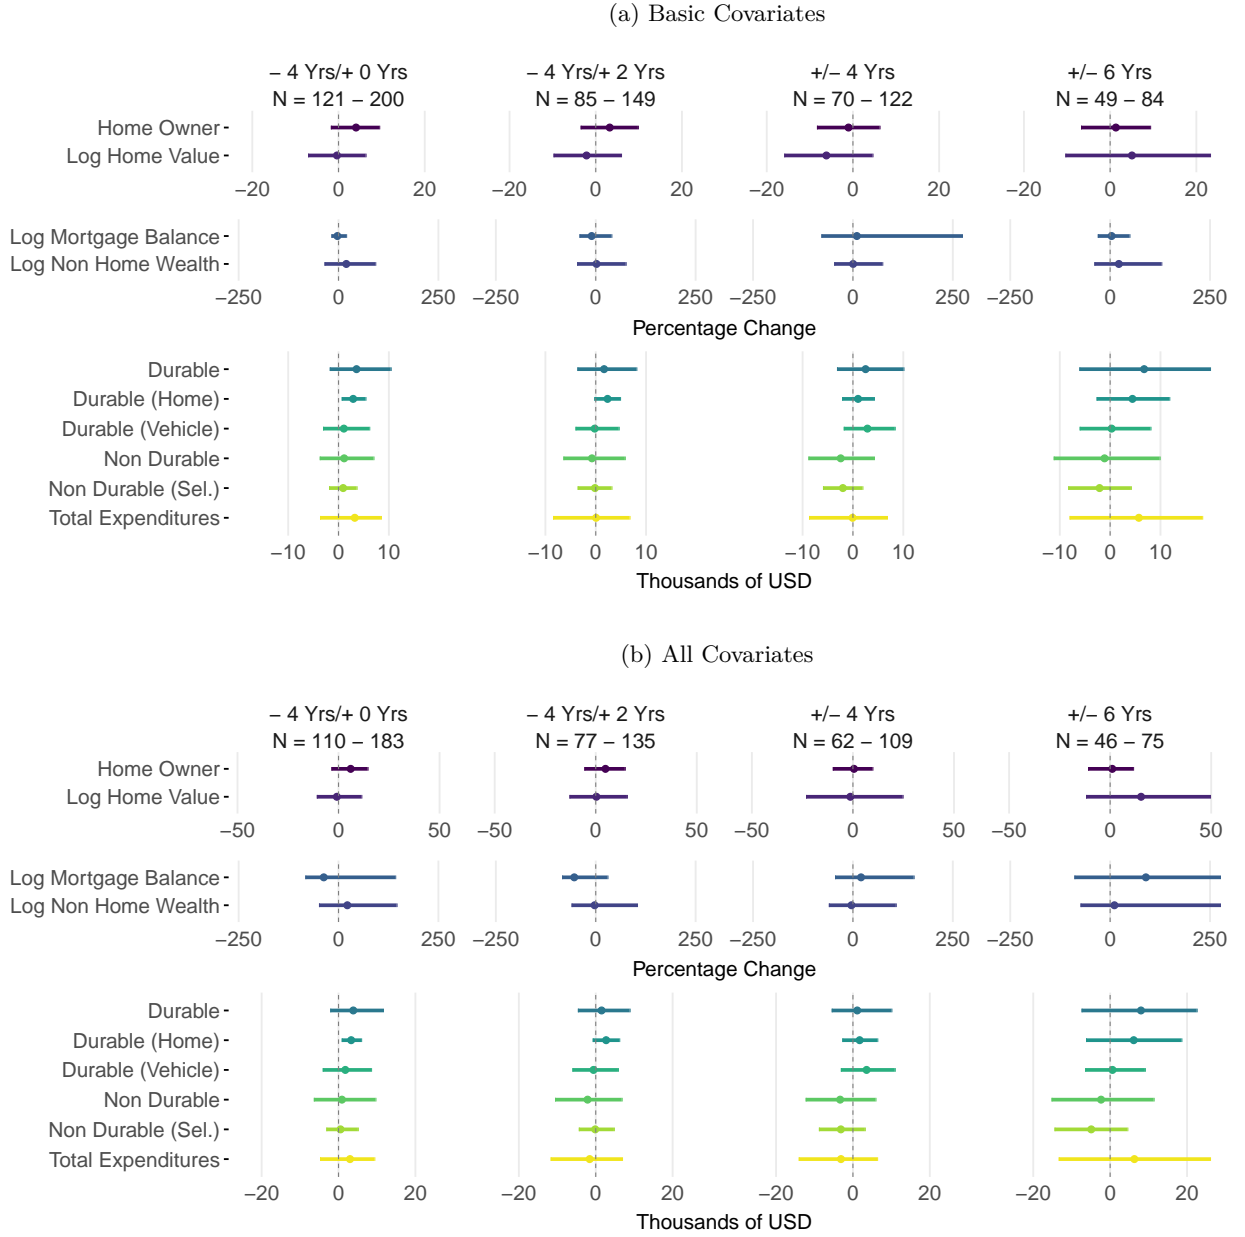 (a) Basic Covariates
− 4 Yrs/+ 0 Yrs − 4 Yrs/+ 2 Yrs +/− 4 Yrs +/− 6 Yrs
N = 121 − 200 N = 85 − 149 N = 70 − 122 N = 49 − 84
Home Owner
Log Home Value
−20 0 20 −20 0 20 −20 0 20 −20 0 20
Log Mortgage Balance
Log Non Home Wealth
−250 0 250 −250 0 250 −250 0 250 −250 0 250
Percentage Change
Durable
Durable (Home)
Durable (Vehicle)
Non Durable
Non Durable (Sel.)
Total Expenditures
−10 0 10 −10 0 10 −10 0 10 −10 0 10
Thousands of USD
(b) All Covariates
− 4 Yrs/+ 0 Yrs − 4 Yrs/+ 2 Yrs +/− 4 Yrs +/− 6 Yrs
N = 110 − 183 N = 77 − 135 N = 62 − 109 N = 46 − 75
Home Owner
Log Home Value
−50 0 50 −50 0 50 −50 0 50 −50 0 50
Log Mortgage Balance
Log Non Home Wealth
−250 0 250 −250 0 250 −250 0 250 −250 0 250
Percentage Change
Durable
Durable (Home)
Durable (Vehicle)
Non Durable
Non Durable (Sel.)
Total Expenditures
−20 0 20 −20 0 20 −20 0 20 −20 0 20
Thousands of USD